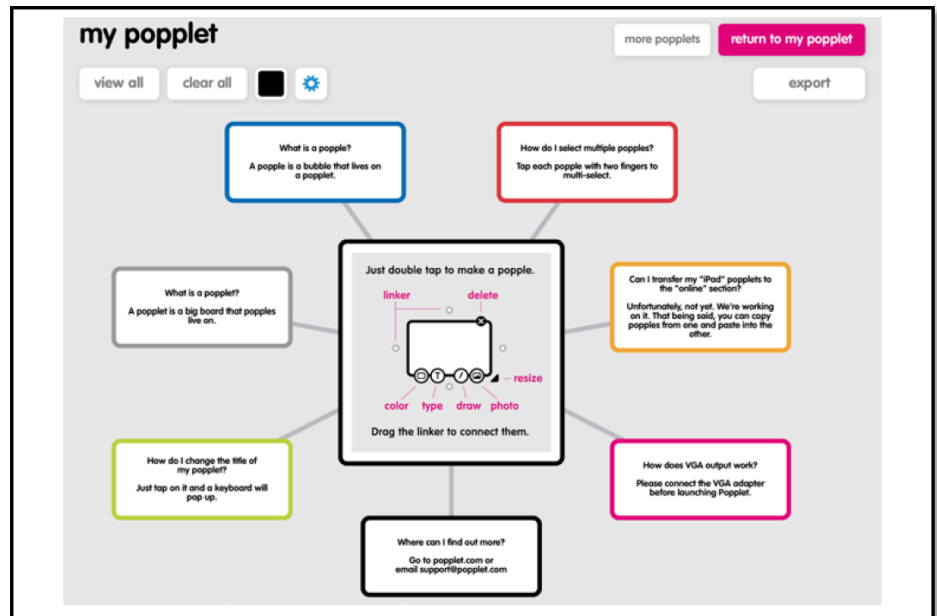 my popplet
more popplets
return to my popplet
view all
clear all
export
What is a popple?
A popple is a bubble that lives on
a popplet.
How do I select multiple popples?
Tap each popple with two fingers to
multi-select.
What is a popplet?
A popplet is a big board that popples
live on.
Just double tap to make a popple.
linker
delete
T
resize
color
type
draw
photo
Drag the linker to connect them.
Can I transfer my "iPad" popplets to
the "online" section?
Unfortunately, not yet. We're working
on it. That being said, you can copy
popples from one and paste into the
other.
How do I change the title of
my popplet?
Just tap on it and a keyboard will
pop up.
How does VGA output work?
Please connect the VGA adapter
before launching Popplet.
Where can I find out more?
Go to popplet.com or
email support@popplet.com